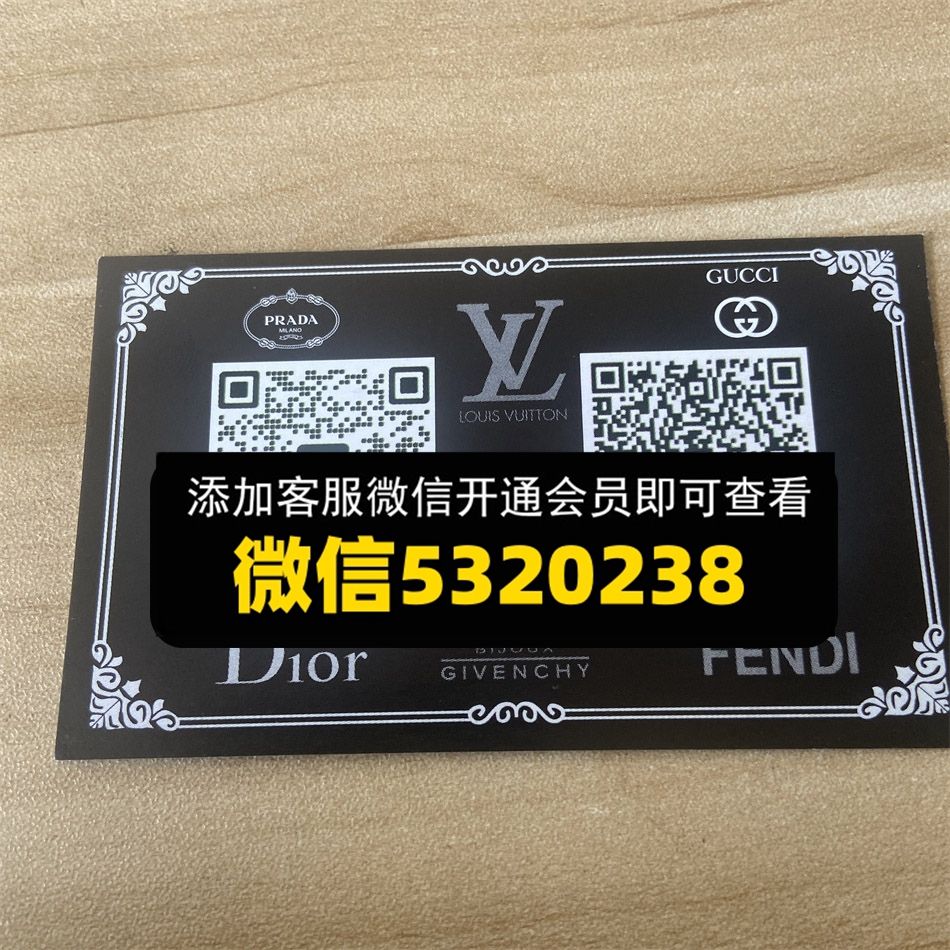 GUCCI
PRADA
MILANO
LOUIS VUITTON
添加客服微信开通会员即可查看
微信5320238
BIJOUX
Dior
GIVENCHY
FENDI